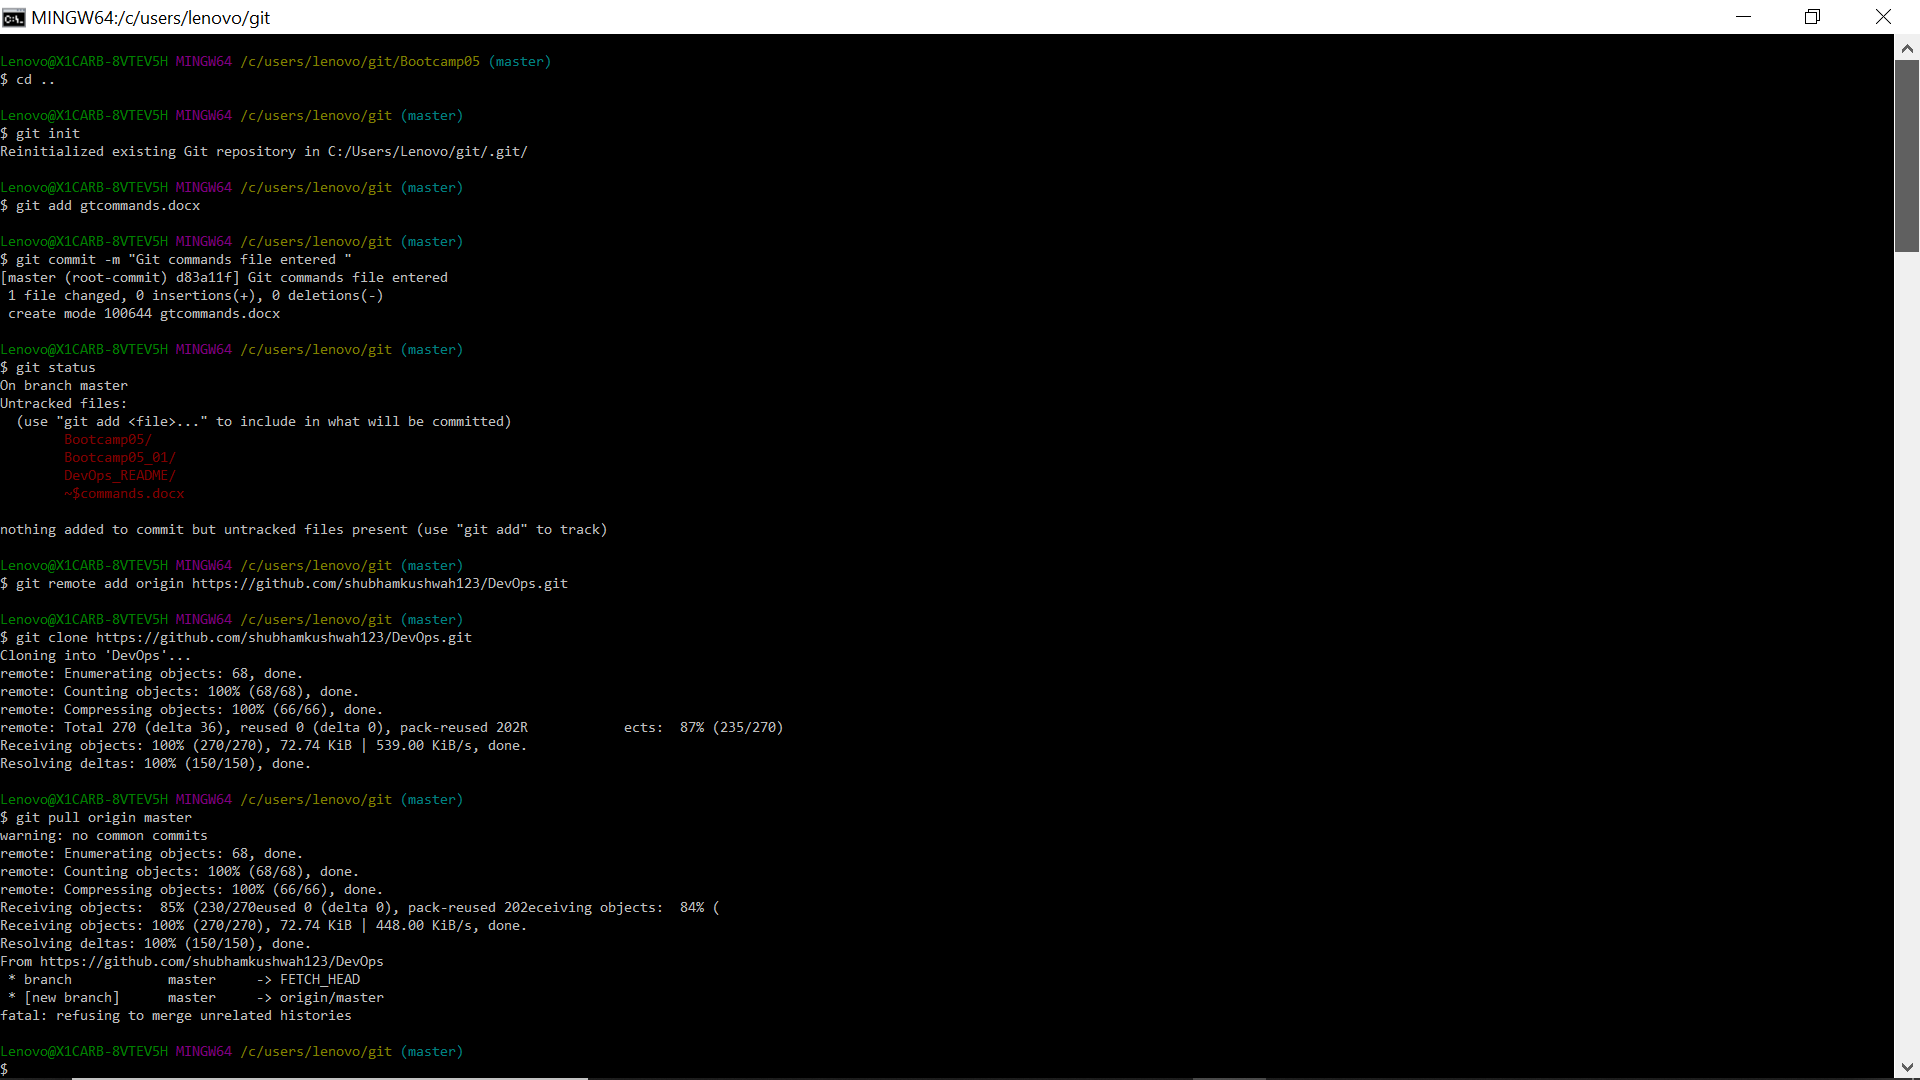 MINGW64:/c/users/lenovo/git
Lenovo@X1CARB-8VTEV5H MINGW64 /c/users/lenovo/git/Bootcamp05 (master)
$ cd ..
Lenovo@X1CARB-8VTEV5H MINGW64 /c/users/lenovo/git (master)
$ git init
Reinitialized existing Git repository in C:/Users/Lenovo/git/.git/
Lenovo@X1CARB-8VTEV5H MINGW64 /c/users/lenovo/git (master)
$ git add gtcommands.docx
Lenovo@X1CARB-8VTEV5H MINGW64 /c/users/lenovo/git (master)
$ git commit -m "Git commands file entered "
[master (root-commit) d83a11f] Git commands file entered
 1 file changed, 0 insertions(+), 0 deletions(-)
 create mode 100644 gtcommands.docx
Lenovo@X1CARB-8VTEV5H MINGW64 /c/users/lenovo/git (master)
$ git status
On branch master
Untracked files:
  (use "git add <file>..." to include in what will be committed)
        Bootcamp05/
        Bootcamp05_01/
        DevOps_README/
        ~$commands.docx
nothing added to commit but untracked files present (use "git add" to track)
Lenovo@X1CARB-8VTEV5H MINGW64 /c/users/lenovo/git (master)
$ git remote add origin https://github.com/shubhamkushwah123/DevOps.git
Lenovo@X1CARB-8VTEV5H MINGW64 /c/users/lenovo/git (master)
$ git clone https://github.com/shubhamkushwah123/DevOps.git
Cloning into 'DevOps'...
remote: Enumerating objects: 68, done.
remote: Counting objects: 100% (68/68), done.
remote: Compressing objects: 100% (66/66), done.
remote: Total 270 (delta 36), reused 0 (delta 0), pack-reused 202R            ects:  87% (235/270)
Receiving objects: 100% (270/270), 72.74 KiB | 539.00 KiB/s, done.
Resolving deltas: 100% (150/150), done.
Lenovo@X1CARB-8VTEV5H MINGW64 /c/users/lenovo/git (master)
$ git pull origin master
warning: no common commits
remote: Enumerating objects: 68, done.
remote: Counting objects: 100% (68/68), done.
remote: Compressing objects: 100% (66/66), done.
Receiving objects:  85% (230/270eused 0 (delta 0), pack-reused 202eceiving objects:  84% (
Receiving objects: 100% (270/270), 72.74 KiB | 448.00 KiB/s, done.
Resolving deltas: 100% (150/150), done.
From https://github.com/shubhamkushwah123/DevOps
 * branch            master     -> FETCH_HEAD
 * [new branch]      master     -> origin/master
fatal: refusing to merge unrelated histories
Lenovo@X1CARB-8VTEV5H MINGW64 /c/users/lenovo/git (master)
$